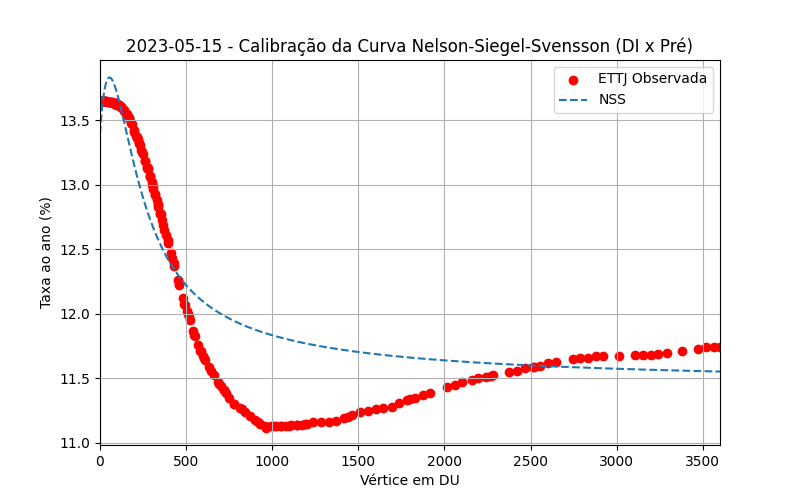 2023-05-15 - Calibração da Curva Nelson-Siegel-Svensson (DI x Pré)
ETTJ Observada
NSS
Taxa ao ano (%)
13.5
13.0
12.5
12.0
11.5
11.0
0 500 1000 1500 2000 2500 3000 3500
Vértice em DU